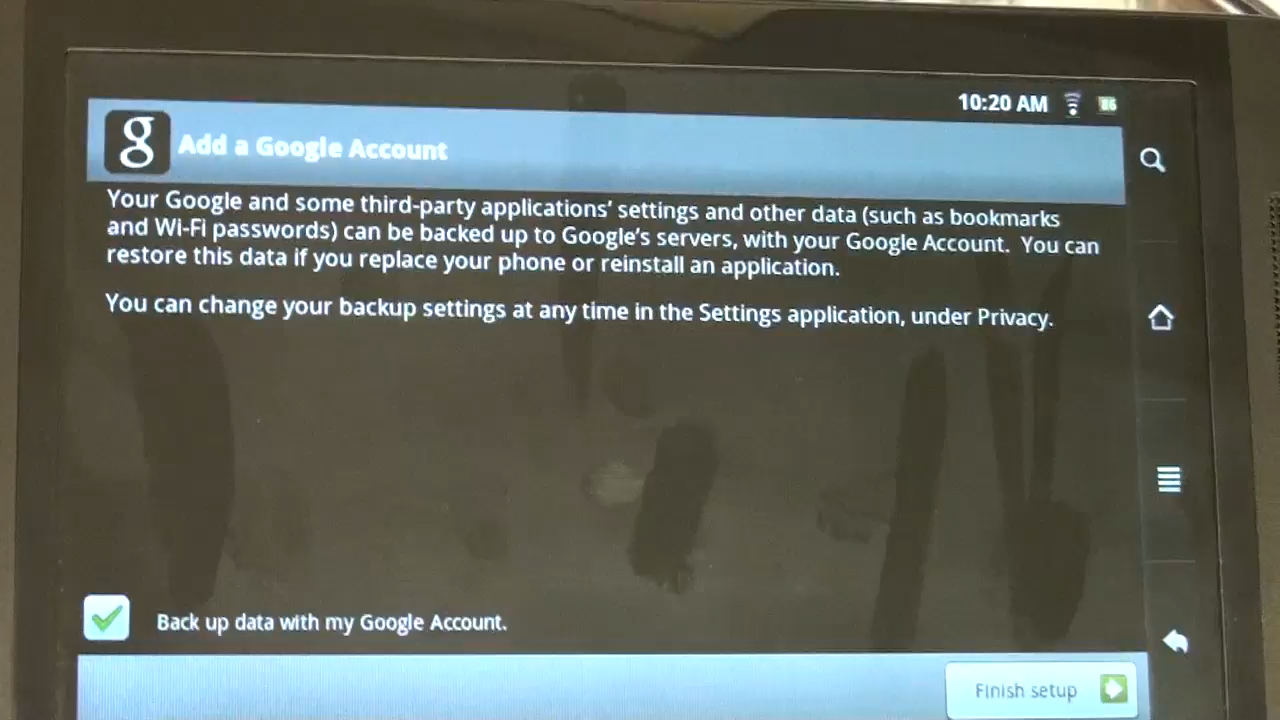 10:20 AM
86
g
Add a Google Account
Your Google and some third-party applications' settings and other data (such as bookmarks
and Wi-Fi passwords) can be backed up to Google's servers, with your Google Account. You can
restore this data if you replace your phone or reinstall an application.
You can change your backup settings at any time in the Settings application, under Privacy.
Back up data with my Google Account.
Finish setup